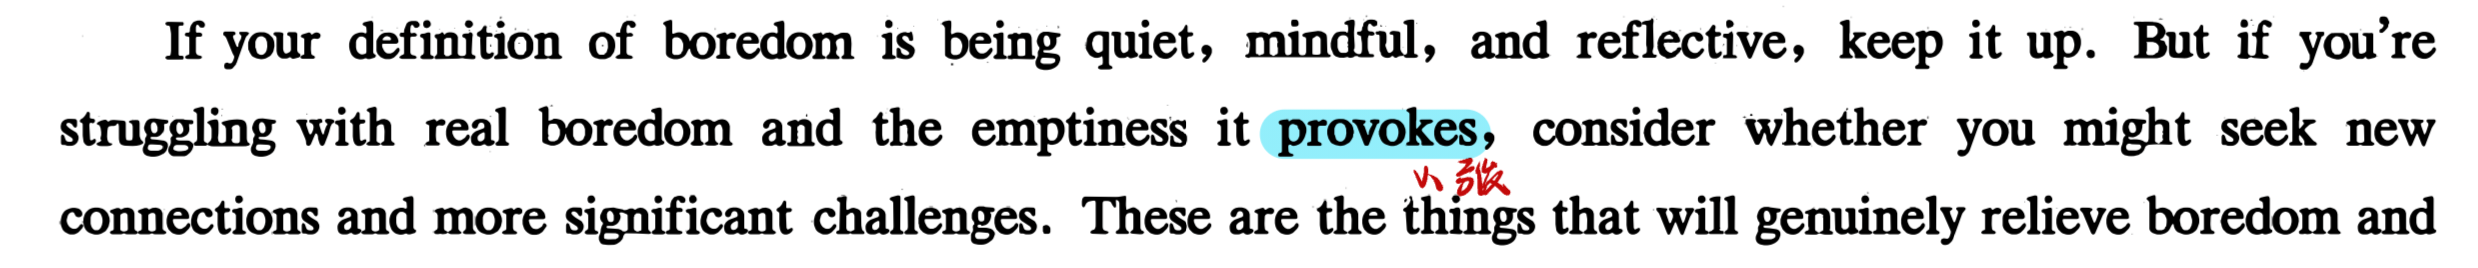 If your definition of boredom is being quiet, mindful, and reflective, keep it up. But if you're
struggling with real boredom and the emptiness it provokes, consider whether you might seek new
小张
connections and more significant challenges. These are the things that will genuinely relieve boredom and